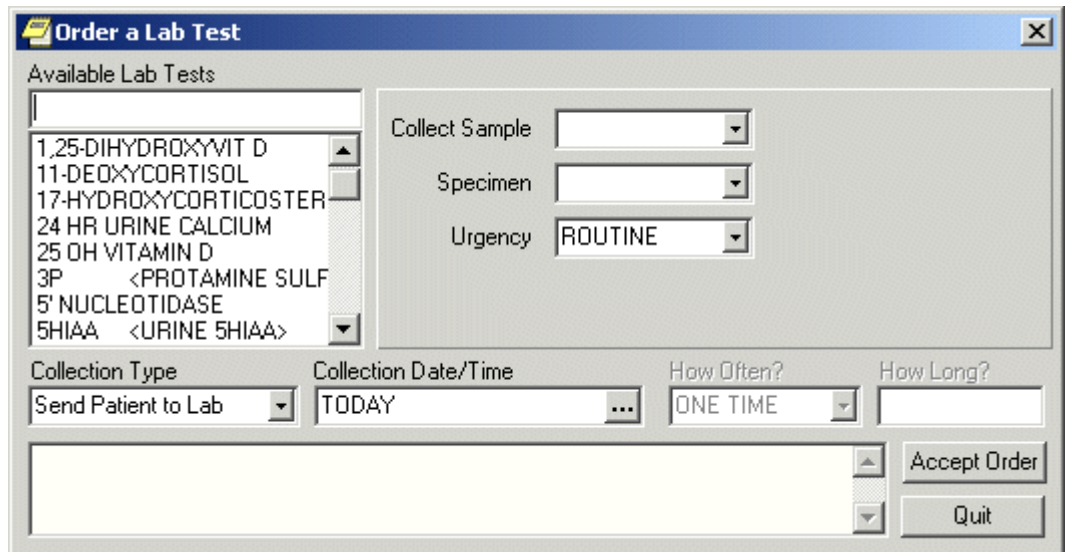 Order a Lab Test
Available Lab Tests
1,25-DIHYDROXYVIT D
11-DEOXYCORTISOL
17-HYDROXYCORTICOSTER
24 HR URINE CALCIUM
25 OH VITAMIN D
3P <PROTAMINE SULF
5' NUCLEOTIDASE
5HIAA <URINE 5HIAA>
Collect Sample
Specimen
Urgency ROUTINE
Collection Type Collection Date/Time How Often? How Long?
Send Patient to Lab TODAY ... ONE TIME
Accept Order
Quit